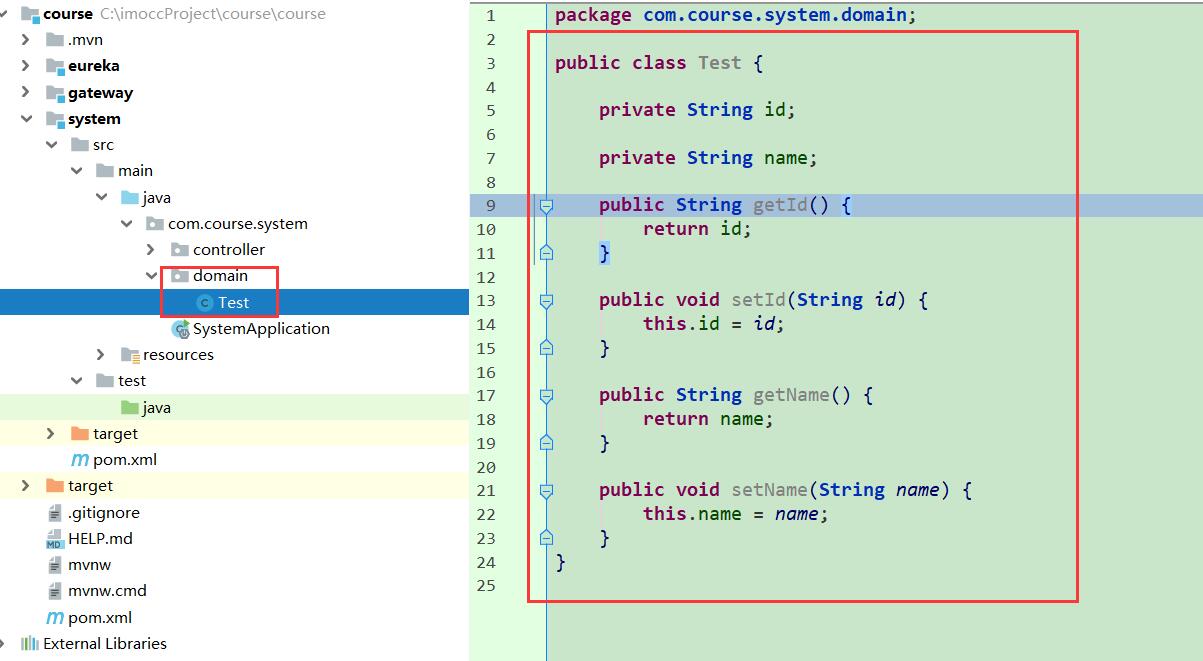 course C:\imoccProject\course\course
.mvn
eureka
gateway
system
src
main
java
com.course.system
controller
domain
Test
SystemApplication
resources
test
java
target
pom.xml
target
.gitignore
HELP.md
mvnw
mvnw.cmd
pom.xml
External Libraries
1 package com.course.system.domain;
2
3 public class Test {
4
5 private String id;
6
7 private String name;
8
9 public String getId() {
10 return id;
11 }
12
13 public void setId(String id) {
14 this.id = id;
15 }
16
17 public String getName() {
18 return name;
19 }
20
21 public void setName(String name) {
22 this.name = name;
23 }
24 }
25